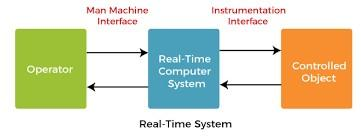 Man Machine
Interface
Instrumentation
Interface
Operator
Real-Time
Computer
System
Controlled
Object
Real-Time System